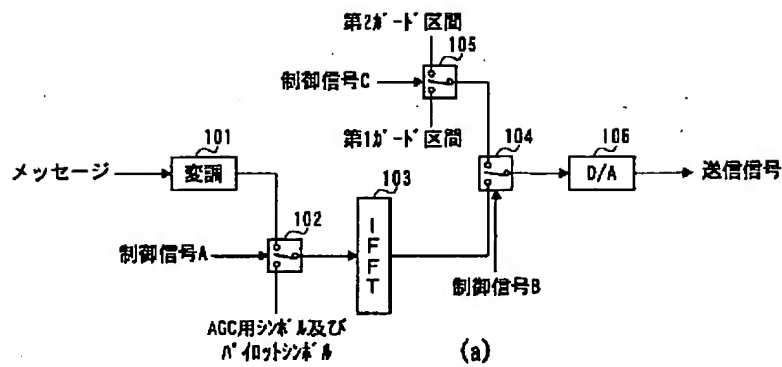 第2ｶﾞｰﾄﾞ区間
105
制御信号C
第1ｶﾞｰﾄﾞ区間
104
106
101
メッセージ
変調
103
D/A
送信信号
102
IFFT
制御信号A
制御信号B
AGC用ｼﾝﾎﾞﾙ及び
ﾊﾟｲﾛｯﾄｼﾝﾎﾞﾙ
(a)